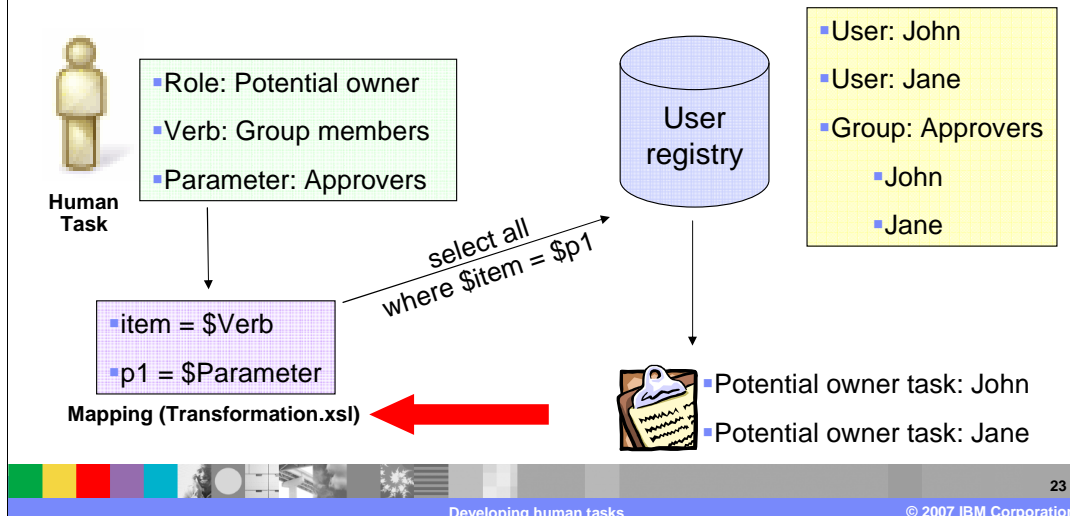 ▪Role: Potential owner
▪Verb: Group members
▪Parameter: Approvers
Human
Task
User
registry
▪User: John
▪User: Jane
▪Group: Approvers
▪John
▪Jane
select all
where $item = $p1
▪item = $Verb
▪p1 = $Parameter
Mapping (Transformation.xsl)
▪Potential owner task: John
▪Potential owner task: Jane
23
Developing human tasks
© 2007 IBM Corporation